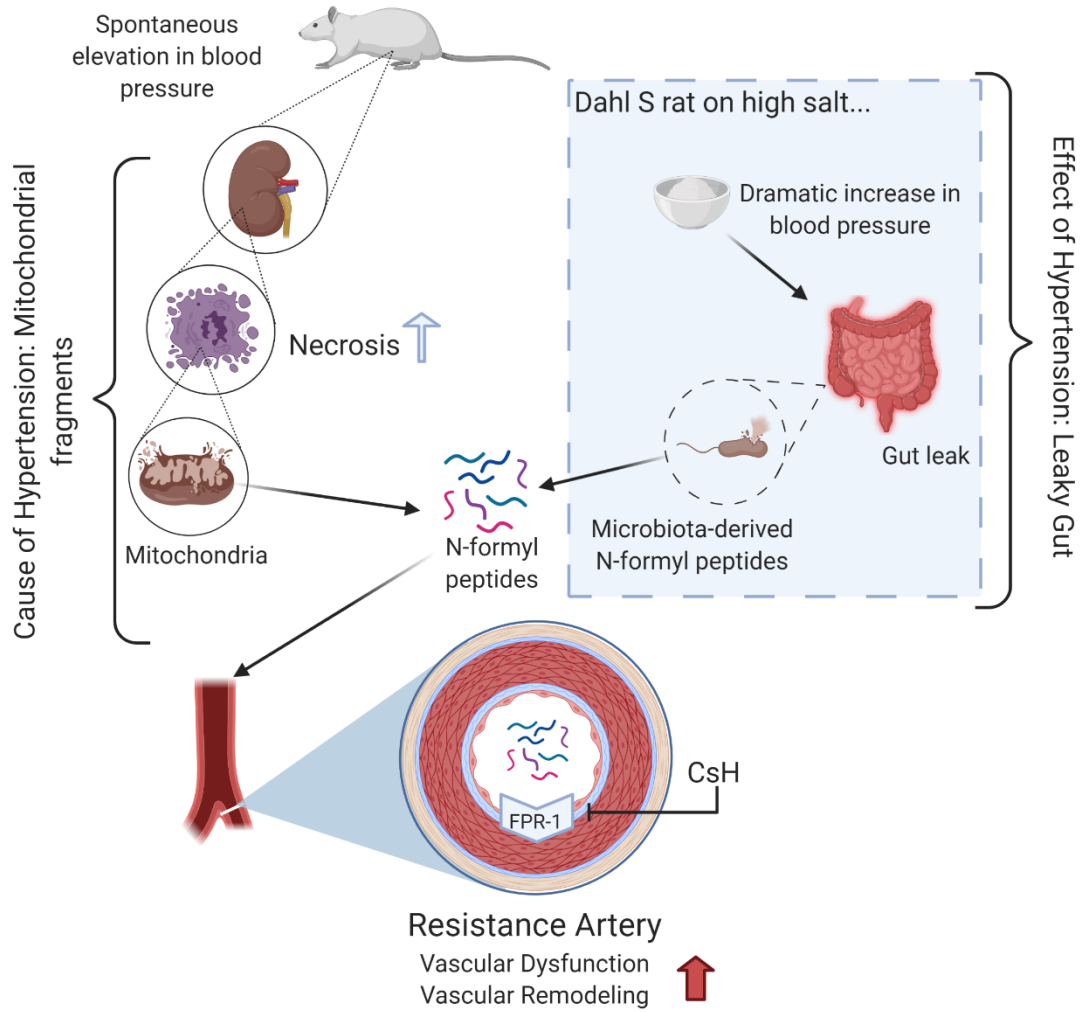 Spontaneous
elevation in blood
pressure
Cause of Hypertension: Mitochondrial
fragments
Necrosis
Mitochondria
N-formyl
peptides
Dahl S rat on high salt...
Dramatic increase in
blood pressure
Gut leak
Microbiota-derived
N-formyl peptides
Effect of Hypertension: Leaky Gut
CsH
FPR-1
Resistance Artery
Vascular Dysfunction
Vascular Remodeling